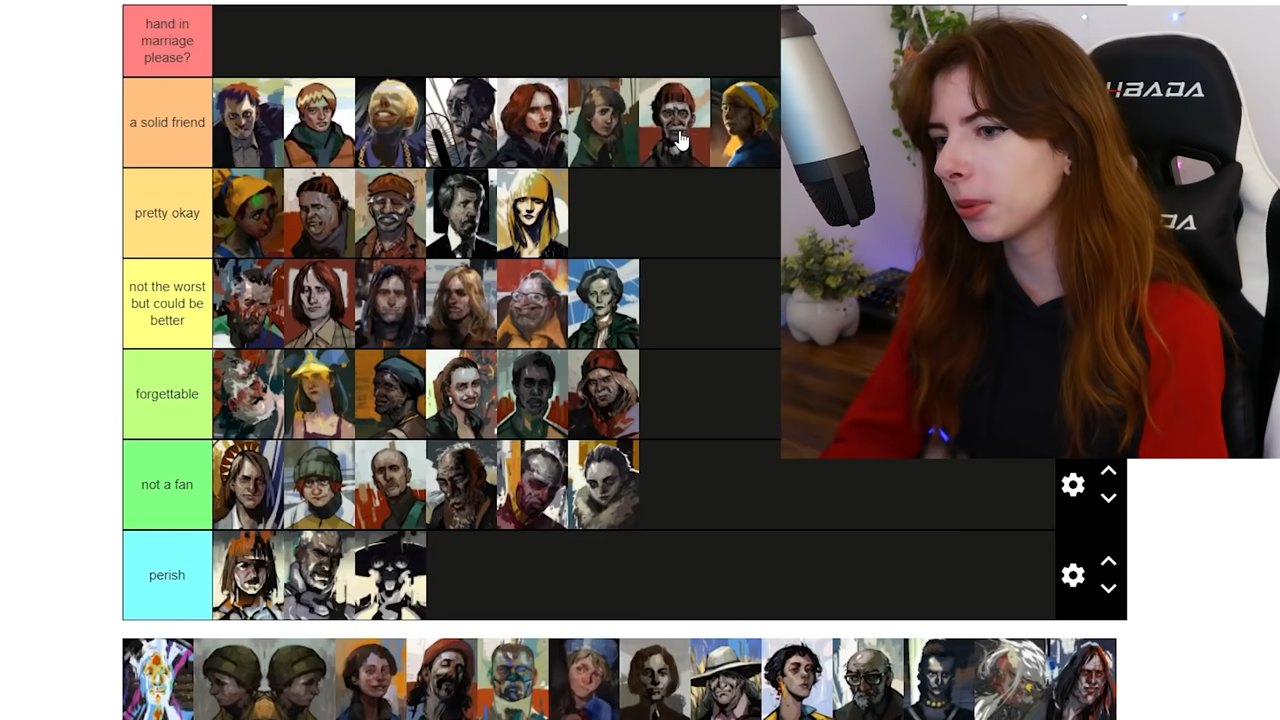 hand in
marriage
please?
a solid friend
pretty okay
not the worst
but could be
better
forgettable
not a fan
perish
HBADA
DA